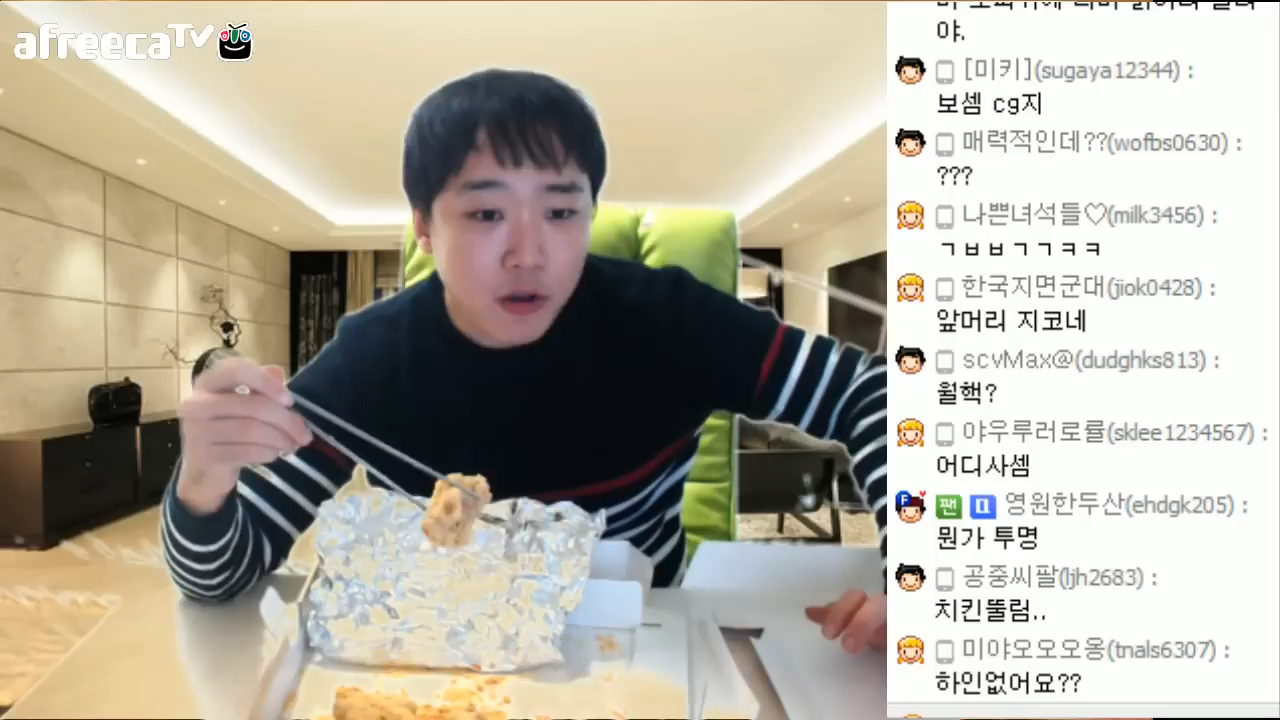 afreecaTV
야.
[미키](sugaya12344) :
보셈 cg지
매력적인데??(wofbs0630) :
???
나쁜녀석들♡(milk3456) :
ㄱㅂㅂㄱㄱㅋㅋ
한국지면군대(jiok0428) :
앞머리 지코네
scvMax@(dudghks813) :
월핵?
야우루러로률(sklee1234567) :
어디사셈
팬 영원한두산(ehdgk205) :
뭔가 투명
공중씨팔(ljh2683) :
치킨뚤럼..
미야오오오옹(tnals6307) :
하인없어요??